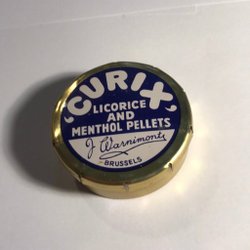 'CURIX'
LICORICE
AND
MENTHOL PELLETS
J. Warnimont
BRUSSELS